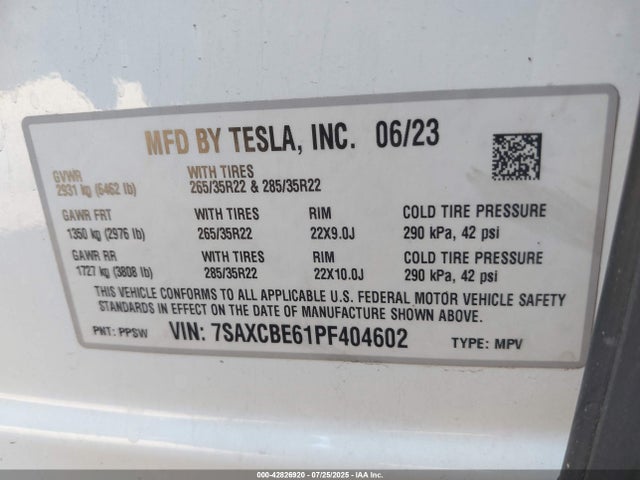 MFD BY TESLA, INC. 06/23
GVWR WITH TIRES
2931 kg (6462 lb) 265/35R22 & 285/35R22
GAWR FRT WITH TIRES RIM COLD TIRE PRESSURE
1350 kg (2976 lb) 265/35R22 22X9.0J 290 kPa, 42 psi
GAWR RR WITH TIRES RIM COLD TIRE PRESSURE
1727 kg (3808 lb) 285/35R22 22X10.0J 290 kPa, 42 psi
THIS VEHICLE CONFORMS TO ALL APPLICABLE U.S. FEDERAL MOTOR VEHICLE SAFETY
STANDARDS IN EFFECT ON THE DATE OF MANUFACTURE SHOWN ABOVE.
PNT: PPSW VIN: 7SAXCBE61PF404602 TYPE: MPV
000-42826920 - 07/25/2025 - IAA Corp.